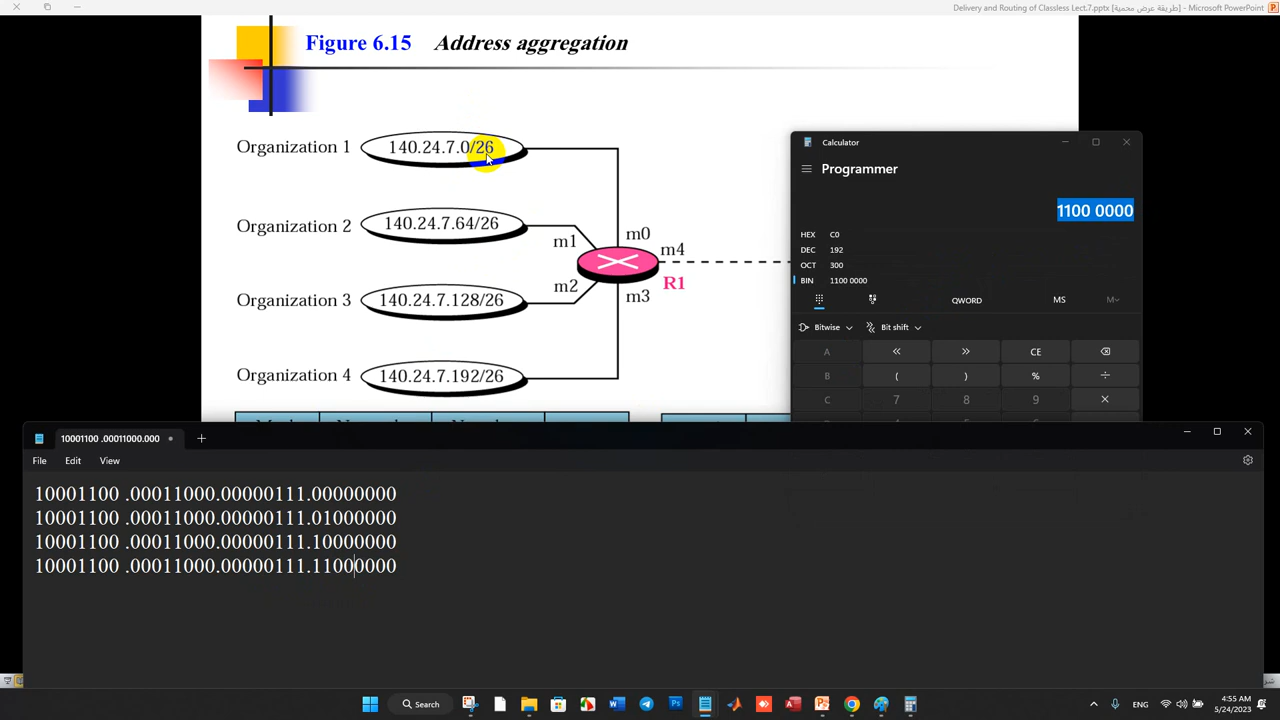 Delivery and Routing of Classless Lect.7.pptx [طريقة عرض محمية] - Microsoft PowerPoint
Figure 6.15 Address aggregation
Organization 1 140.24.7.0/26
Organization 2 140.24.7.64/26
Organization 3 140.24.7.128/26
Organization 4 140.24.7.192/26
m0
m1
m4
m2
m3
R1
Calculator
Programmer
1100 0000
HEX C0
DEC 192
OCT 300
BIN 1100 0000
QWORD MS M
Bitwise Bit shift
A << >> CE
B ( ) % ÷
C 7 8 9 ×
10001100 .00011000.000
File Edit View
10001100 .00011000.00000111.00000000
10001100 .00011000.00000111.01000000
10001100 .00011000.00000111.10000000
10001100 .00011000.00000111.11000000
Search
ENG
4:55 AM
5/24/2023